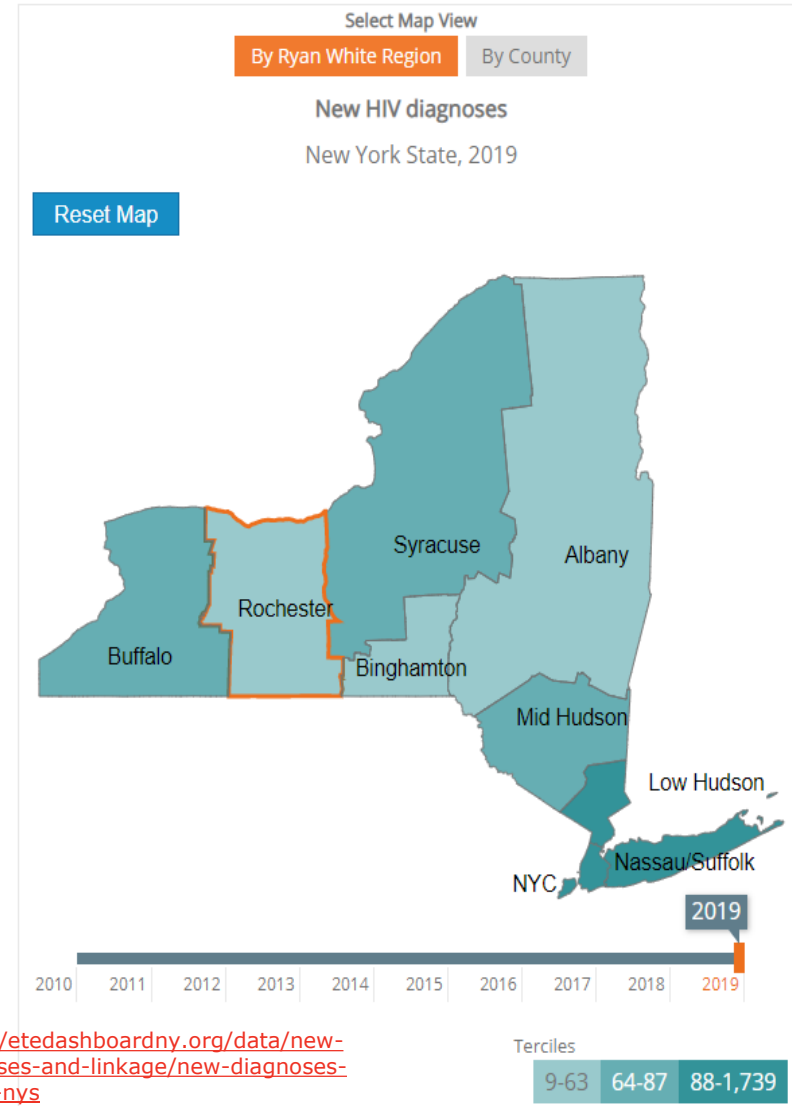 Select Map View
By Ryan White Region By County
New HIV diagnoses
New York State, 2019
Reset Map
Syracuse
Albany
Rochester
Buffalo
Binghamton
Mid Hudson
Low Hudson
Nassau/Suffolk
NYC
2019
2010 2011 2012 2013 2014 2015 2016 2017 2018 2019
/etedashboardny.org/data/new-
ses-and-linkage/new-diagnoses-
-nys
Terciles
9-63 64-87 88-1,739